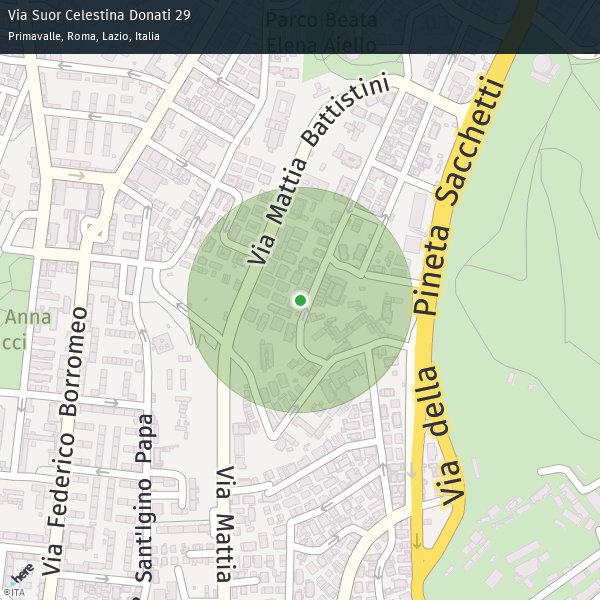 Via Suor Celestina Donati 29
Primavalle, Roma, Lazio, Italia
Parco Beata
Elena Aiello
Via Mattia Battistini
Via della Pineta Sacchetti
Anna
cci
Via Federico Borromeo
Sant'Igino Papa
Via Mattia
here
©ITA